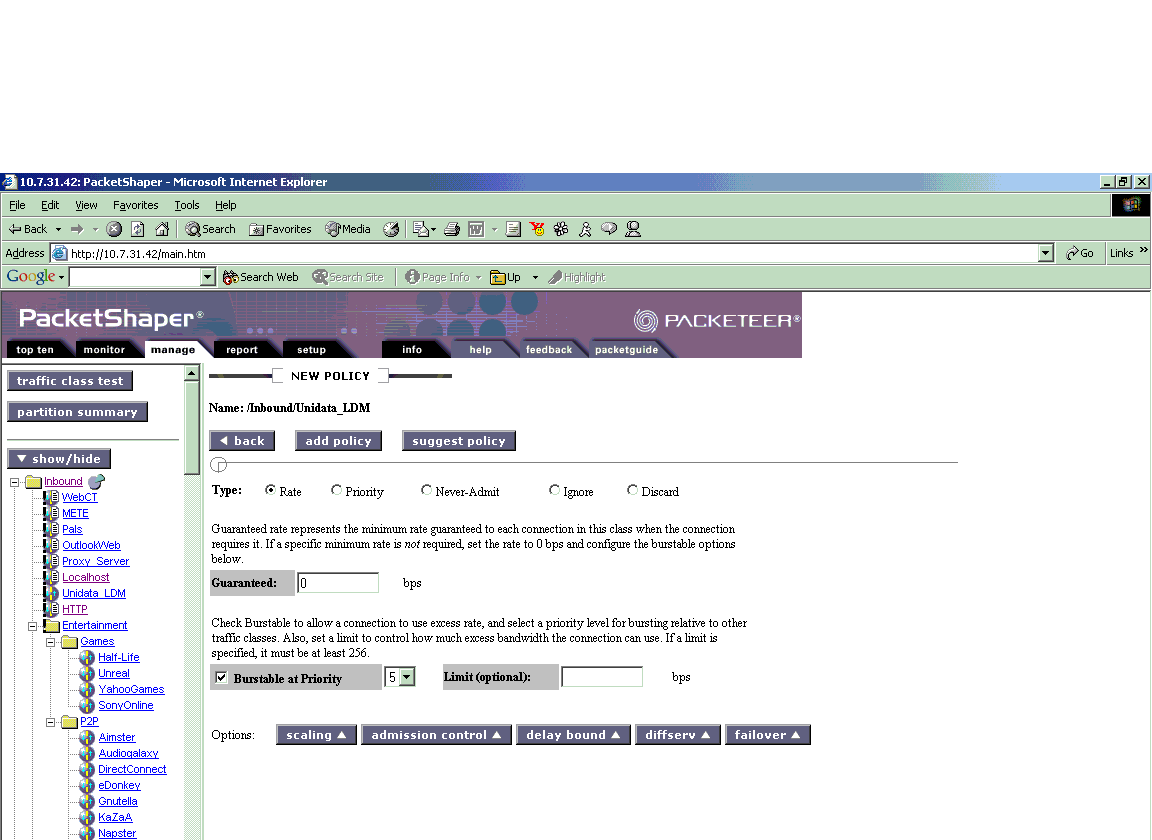 10.7.31.42: PacketShaper - Microsoft Internet Explorer
File Edit View Favorites Tools Help
Back Search Favorites Media
Address http://10.7.31.42/main.htm Go Links »
Google Search Web Search Site Page Info Up Highlight
PacketShaper® PACKETEER®
top ten monitor manage report setup info help feedback packetguide
traffic class test
partition summary
show/hide
Inbound
WebCT
METE
Pals
OutlookWeb
Proxy_Server
Localhost
Unidata_LDM
HTTP
Entertainment
Games
Half-Life
Unreal
YahooGames
SonyOnline
P2P
Aimster
Audiogalaxy
DirectConnect
eDonkey
Gnutella
KaZaA
Napster
NEW POLICY
Name: /Inbound/Unidata_LDM
back add policy suggest policy
Type: Rate Priority Never-Admit Ignore Discard
Guaranteed rate represents the minimum rate guaranteed to each connection in this class when the connection
requires it. If a specific minimum rate is not required, set the rate to 0 bps and configure the burstable options
below.
Guaranteed: 0 bps
Check Burstable to allow a connection to use excess rate, and select a priority level for bursting relative to other
traffic classes. Also, set a limit to control how much excess bandwidth the connection can use. If a limit is
specified, it must be at least 256.
Burstable at Priority 5 Limit (optional): bps
Options: scaling admission control delay bound diffserv failover